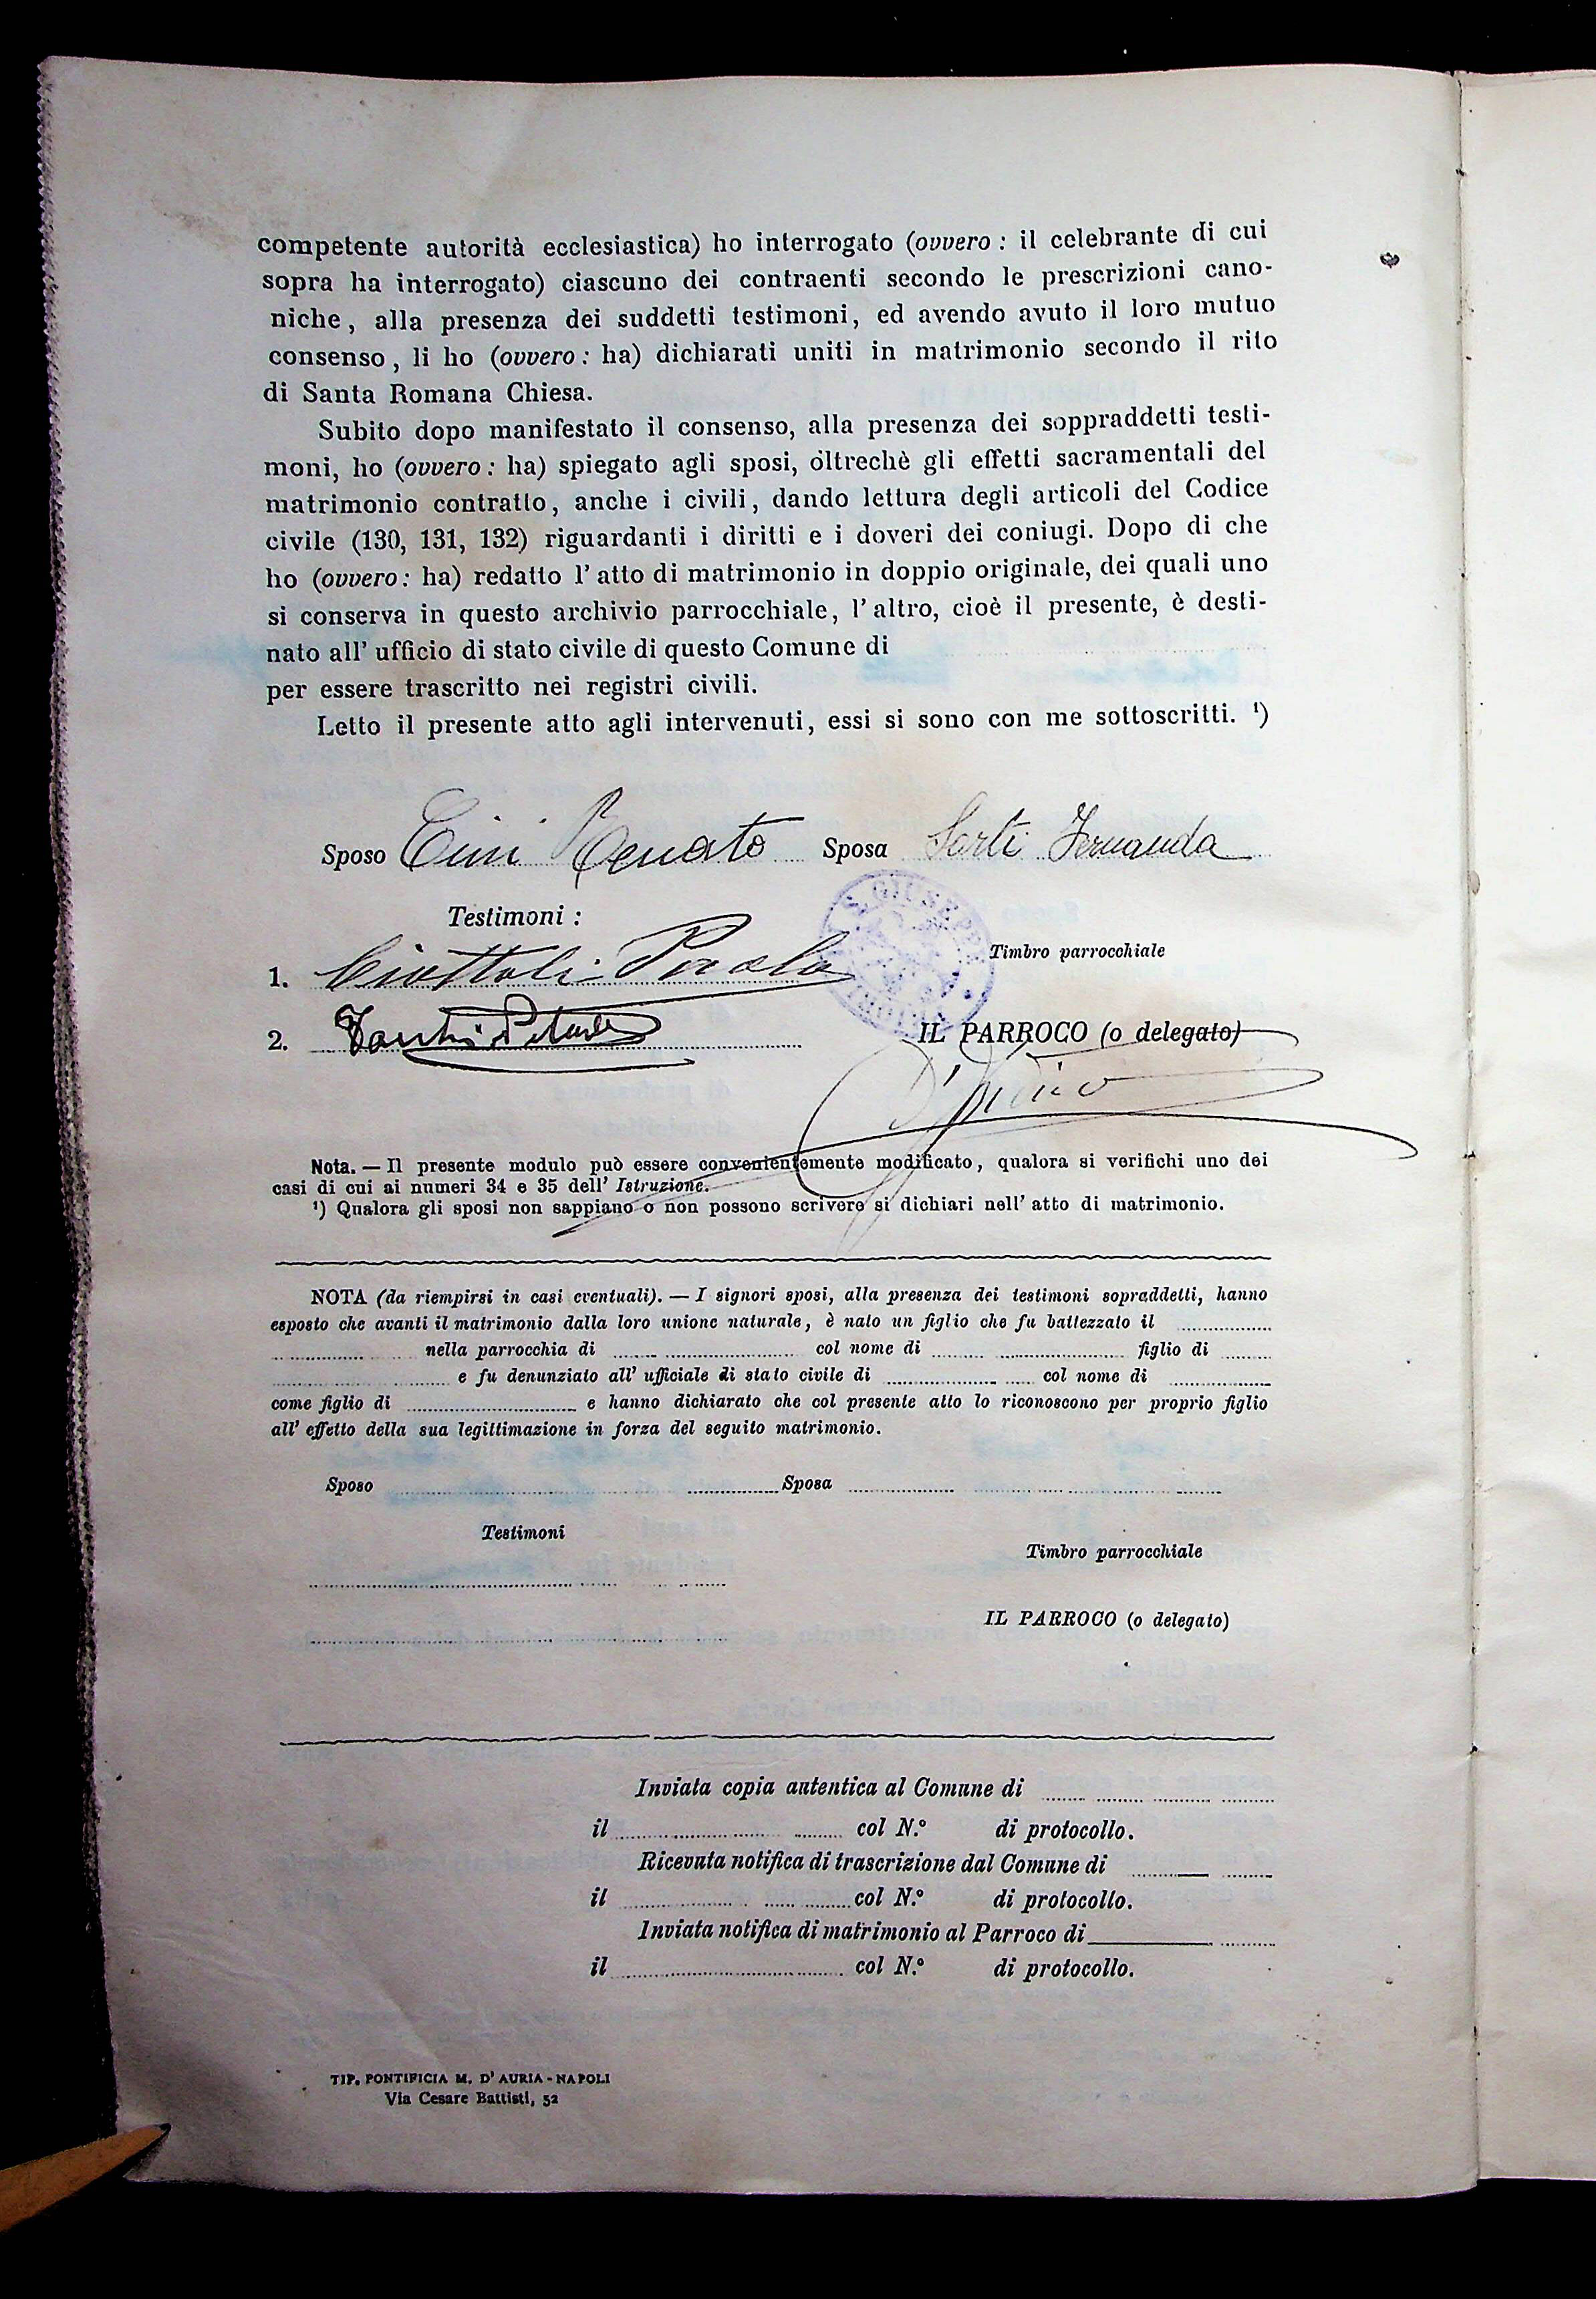 competente autorità ecclesiastica) ho interrogato (ovvero : il celebrante di cui
sopra ha interrogato) ciascuno dei contraenti secondo le prescrizioni cano-
niche, alla presenza dei suddetti testimoni, ed avendo avuto il loro mutuo
consenso, li ho (ovvero : ha) dichiarati uniti in matrimonio secondo il rito
di Santa Romana Chiesa.
Subito dopo manifestato il consenso, alla presenza dei soppraddetti testi-
moni, ho (ovvero : ha) spiegato agli sposi, oltrechè gli effetti sacramentali del
matrimonio contratto, anche i civili, dando lettura degli articoli del Codice
civile (130, 131, 132) riguardanti i diritti e i doveri dei coniugi. Dopo di che
ho (ovvero : ha) redatto l' atto di matrimonio in doppio originale, dei quali uno
si conserva in questo archivio parrocchiale, l' altro, cioè il presente, è desti-
nato all' ufficio di stato civile di questo Comune di
per essere trascritto nei registri civili.
Letto il presente atto agli intervenuti, essi si sono con me sottoscritti. ¹)
Sposo Cini Renato Sposa Sarti Fernanda
Testimoni :
S. GIUSEPPE
Timbro parrocchiale
1. Ciottoli Paolo
2.
IL PARROCO (o delegato)
Nota. — Il presente modulo può essere convenientemente modificato, qualora si verifichi uno dei
casi di cui ai numeri 34 e 35 dell' Istruzione.
¹) Qualora gli sposi non sappiano o non possono scrivere si dichiari nell' atto di matrimonio.
NOTA (da riempirsi in casi eventuali). — I signori sposi, alla presenza dei testimoni sopraddetti, hanno
esposto che avanti il matrimonio dalla loro unione naturale, è nato un figlio che fu battezzato il
nella parrocchia di col nome di figlio di
e fu denunziato all' ufficiale di stato civile di col nome di
come figlio di e hanno dichiarato che col presente atto lo riconoscono per proprio figlio
all' effetto della sua legittimazione in forza del seguito matrimonio.
Sposo Sposa
Testimoni
Timbro parrocchiale
IL PARROCO (o delegato)
Inviata copia autentica al Comune di
il col N.° di protocollo.
Ricevuta notifica di trascrizione dal Comune di
il col N.° di protocollo.
Inviata notifica di matrimonio al Parroco di
il col N.° di protocollo.
TIP. PONTIFICIA M. D' AURIA - NAPOLI
Via Cesare Battisti, 52